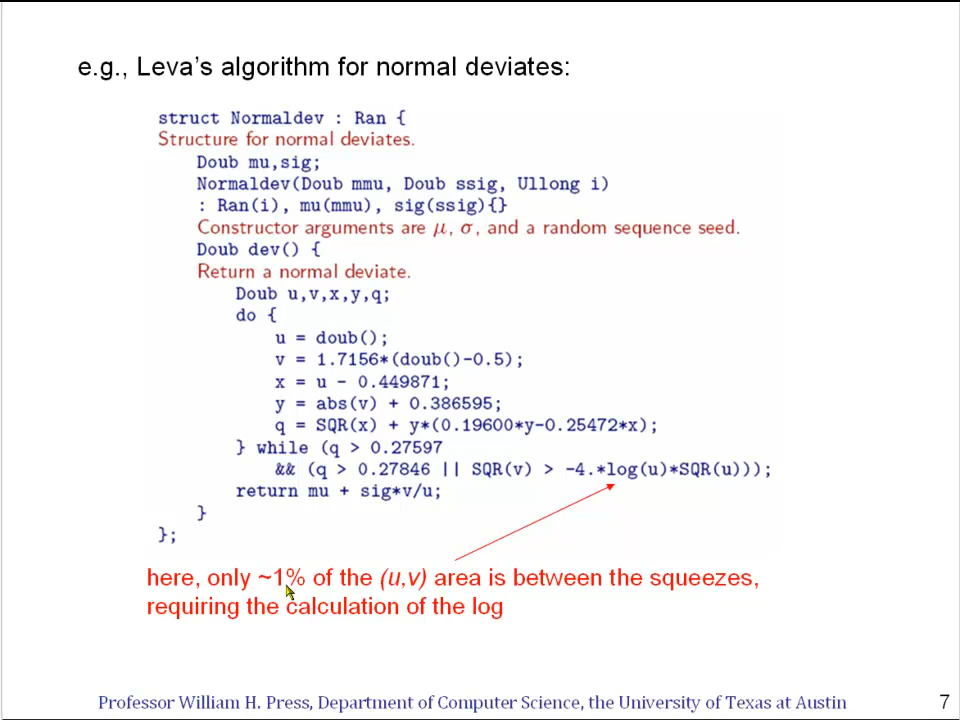 e.g., Leva's algorithm for normal deviates:
struct Normaldev : Ran {
Structure for normal deviates.
Doub mu,sig;
Normaldev(Doub mmu, Doub ssig, Ullong i)
: Ran(i), mu(mmu), sig(ssig){}
Constructor arguments are μ, σ, and a random sequence seed.
Doub dev() {
Return a normal deviate.
Doub u,v,x,y,q;
do {
u = doub();
v = 1.7156*(doub()-0.5);
x = u - 0.449871;
y = abs(v) + 0.386595;
q = SQR(x) + y*(0.19600*y-0.25472*x);
} while (q > 0.27597
&& (q > 0.27846 || SQR(v) > -4.*log(u)*SQR(u)));
return mu + sig*v/u;
}
};
here, only ~1% of the (u,v) area is between the squeezes,
requiring the calculation of the log
Professor William H. Press, Department of Computer Science, the University of Texas at Austin
7